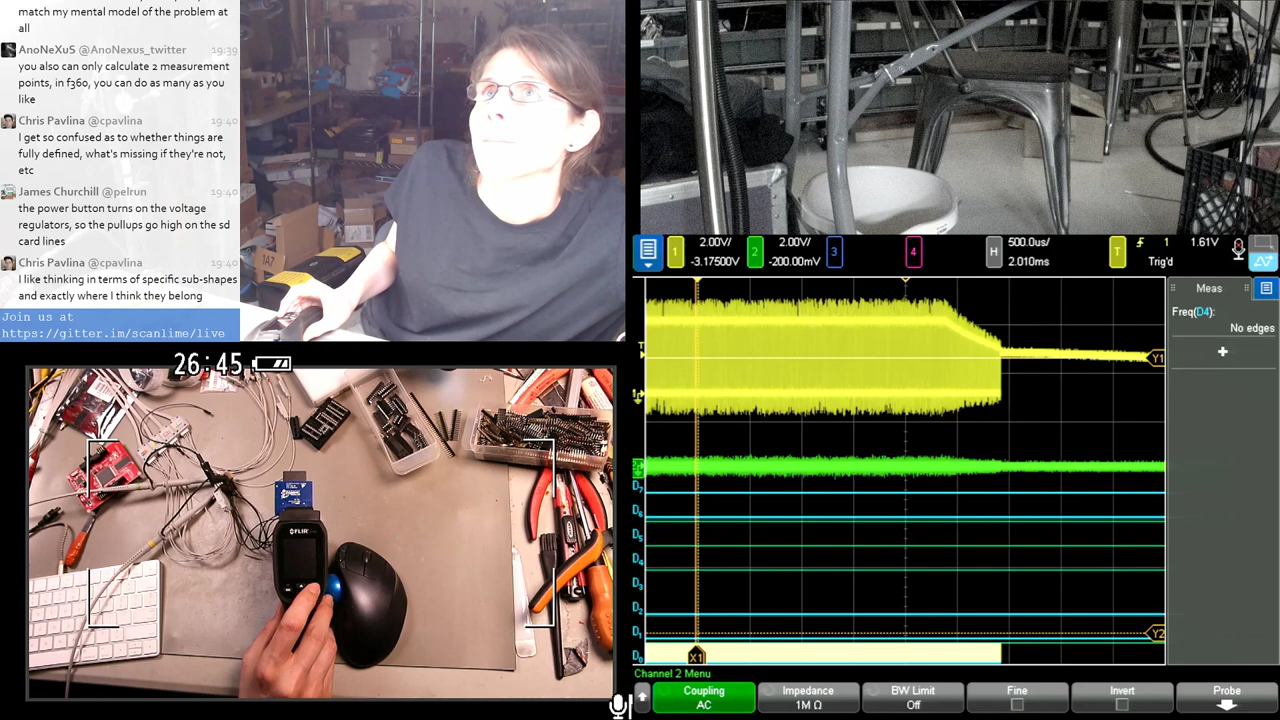 match my mental model of the problem at
all
AnoNeXuS @AnoNexus_twitter 19:39
you also can only calculate 2 measurement
points, in f360, you can do as many as you
like
Chris Pavlina @cpavlina 19:40
I get so confused as to whether things are
fully defined, what's missing if they're not,
etc
James Churchill @pelrun 19:40
the power button turns on the voltage
regulators, so the pullups go high on the sd
card lines
Chris Pavlina @cpavlina 19:40
I like thinking in terms of specific sub-shapes
and exactly where I think they belong
Join us at
https://gitter.im/scanlime/live
1A7
26:45
FLIR
1 2.00V/ -3.17500V
2 2.00V/ -200.00mV
3
4
H 500.0us/ 2.010ms
T 1 1.61V
Trig'd
Meas
Freq(D4):
No edges
+
T
Y1
D7
D6
D5
D4
D3
D2
D1
D0
Y2
X1
Channel 2 Menu
Coupling AC
Impedance 1M Ω
BW Limit Off
Fine
Invert
Probe